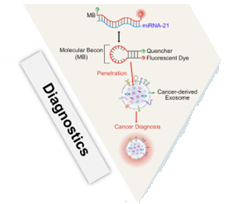 MB
miRNA-21
Molecular Becon
(MB)
Quencher
Fluorescent Dye
Penetration
Cancer-derived
Exosome
Cancer Diagnosis
Diagnostics